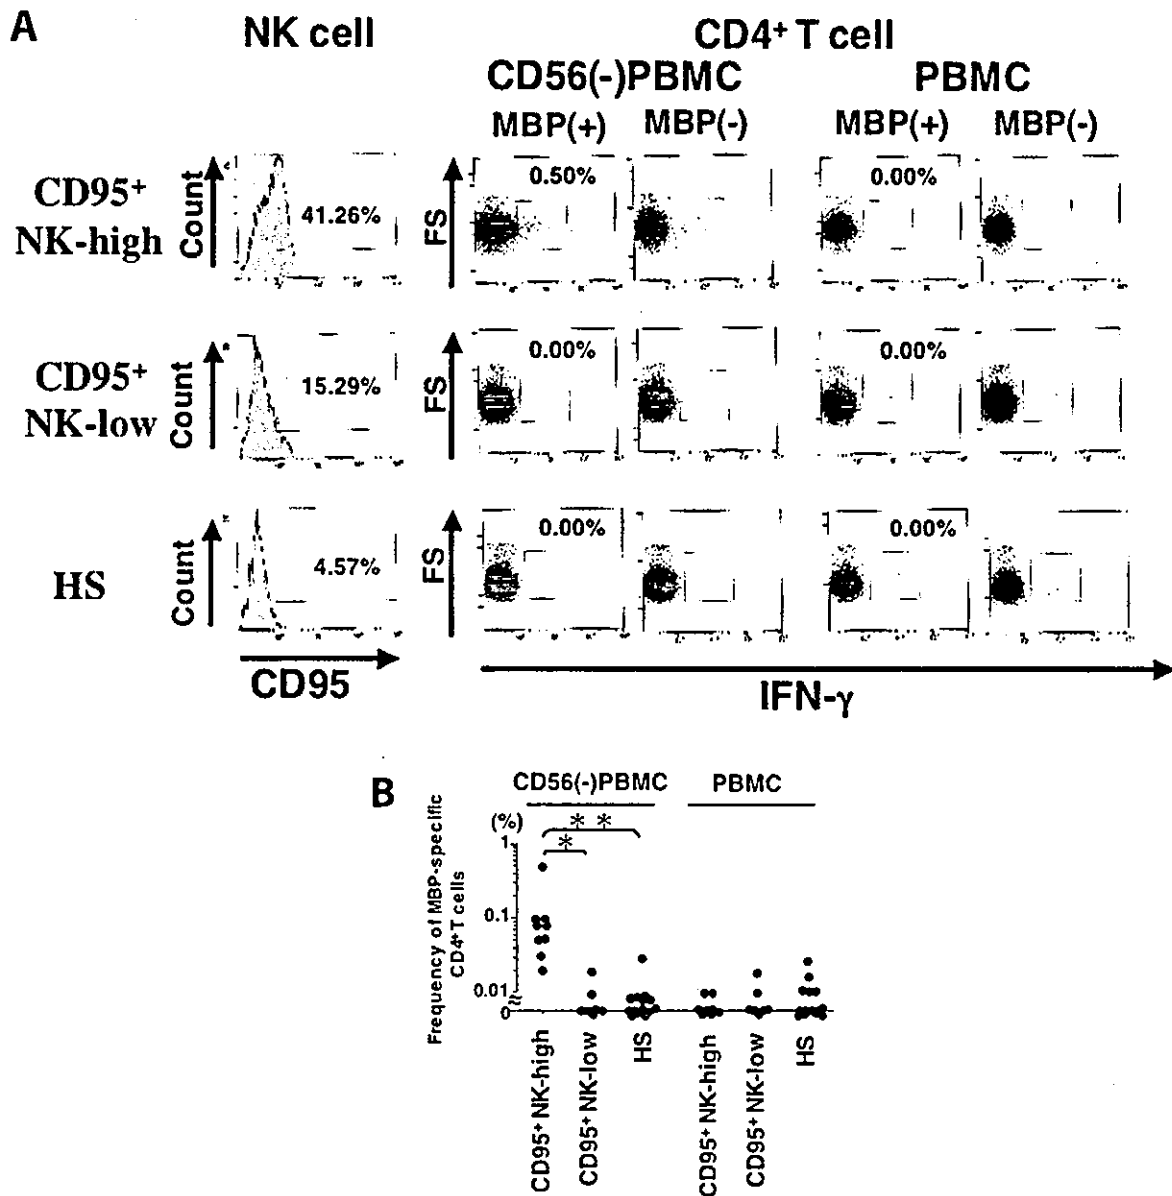 A
NK cell
CD4⁺ T cell
CD56(-)PBMC
PBMC
MBP(+)
MBP(-)
MBP(+)
MBP(-)
CD95⁺
NK-high
Count
41.26%
FS
0.50%
0.00%
CD95⁺
NK-low
Count
15.29%
FS
0.00%
0.00%
HS
Count
4.57%
FS
0.00%
0.00%
CD95
IFN-γ
B
CD56(-)PBMC
PBMC
(%)
* *
*
1
0.1
0.01
0
Frequency of MBP-specific
CD4⁺T cells
CD95⁺ NK-high
CD95⁺ NK-low
HS
CD95⁺ NK-high
CD95⁺ NK-low
HS